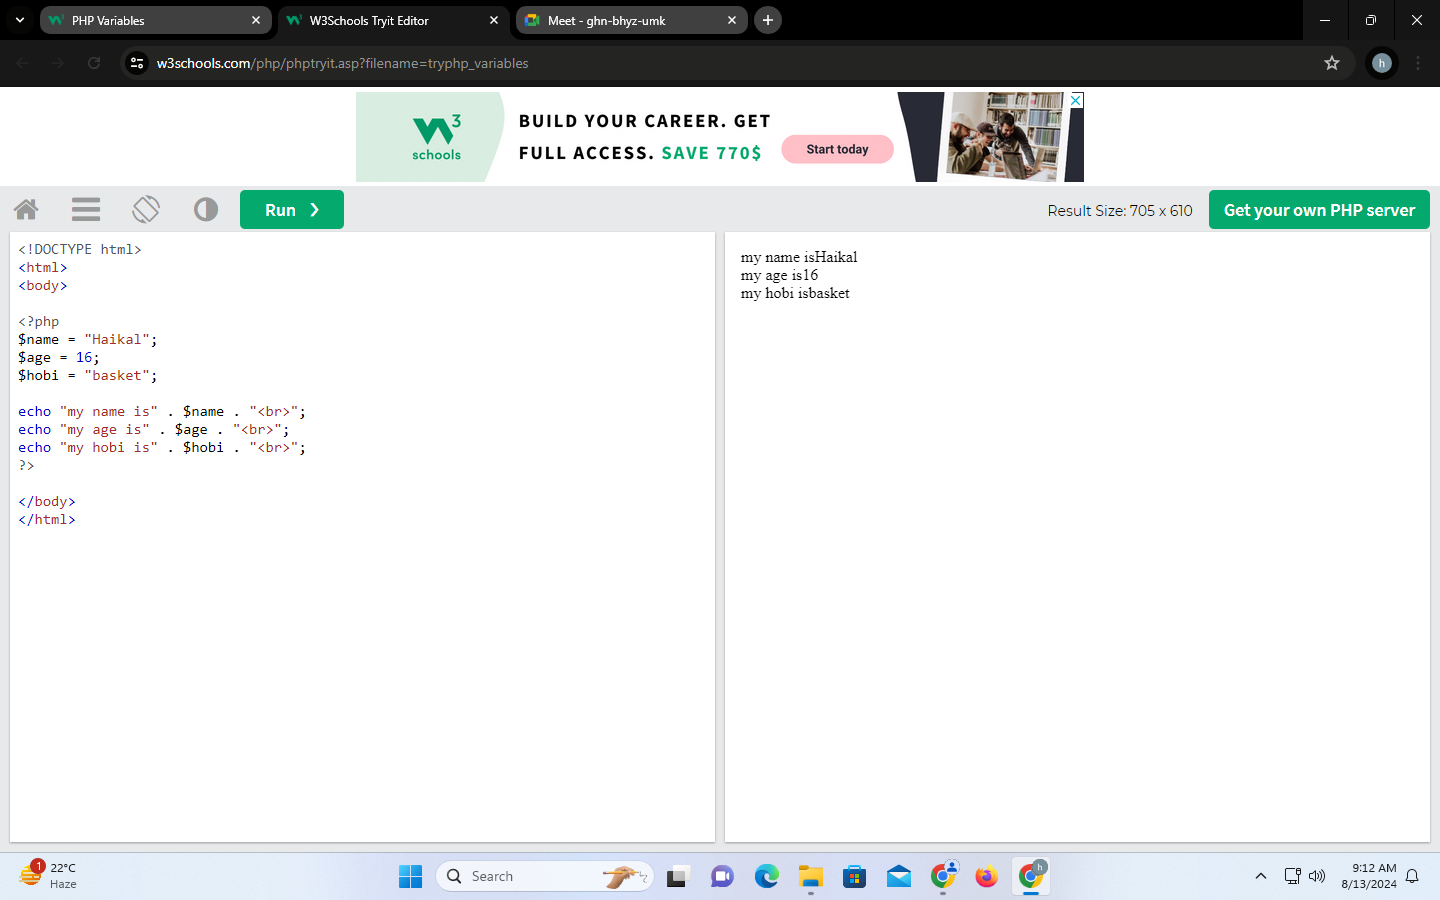 PHP Variables
W3Schools Tryit Editor
Meet - ghn-bhyz-umk
w3schools.com/php/phptryit.asp?filename=tryphp_variables
h
3
schools
BUILD YOUR CAREER. GET
FULL ACCESS. SAVE 770$
Start today
Run ❯
Result Size: 705 x 610
Get your own PHP server
<!DOCTYPE html>
<html>
<body>
<?php
$name = "Haikal";
$age = 16;
$hobi = "basket";
echo "my name is" . $name . "<br>";
echo "my age is" . $age . "<br>";
echo "my hobi is" . $hobi . "<br>";
?>
</body>
</html>
my name isHaikal
my age is16
my hobi isbasket
1
22°C
Haze
Search
h
9:12 AM
8/13/2024